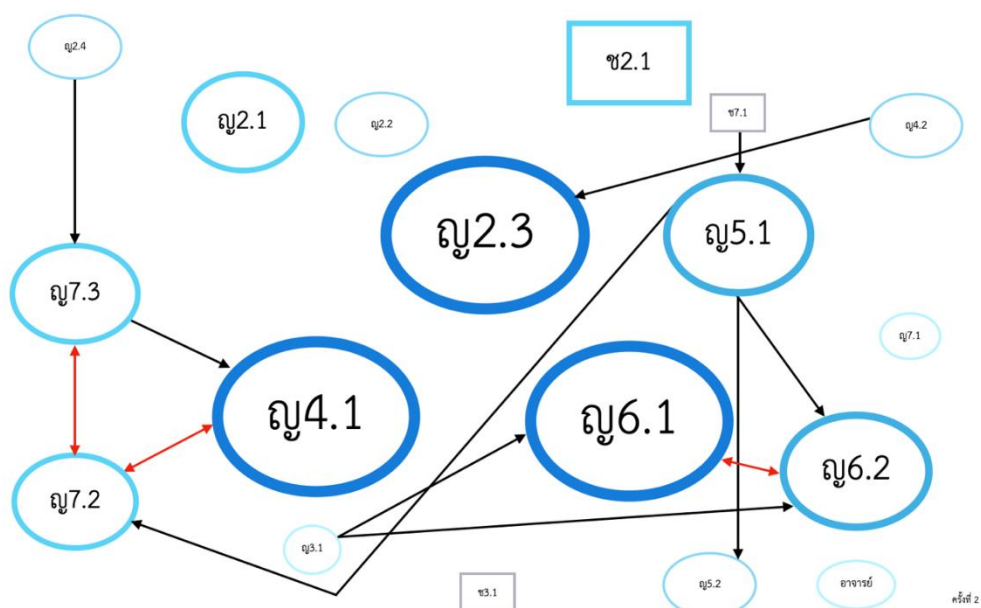 ญ2.4
ช2.1
ญ2.1
ญ2.2
ช7.1
ญ4.2
ญ2.3
ญ5.1
ญ7.3
ญ7.1
ญ4.1
ญ6.1
ญ6.2
ญ7.2
ญ3.1
ช3.1
ญ5.2
อาจารย์
ครั้งที่ 2